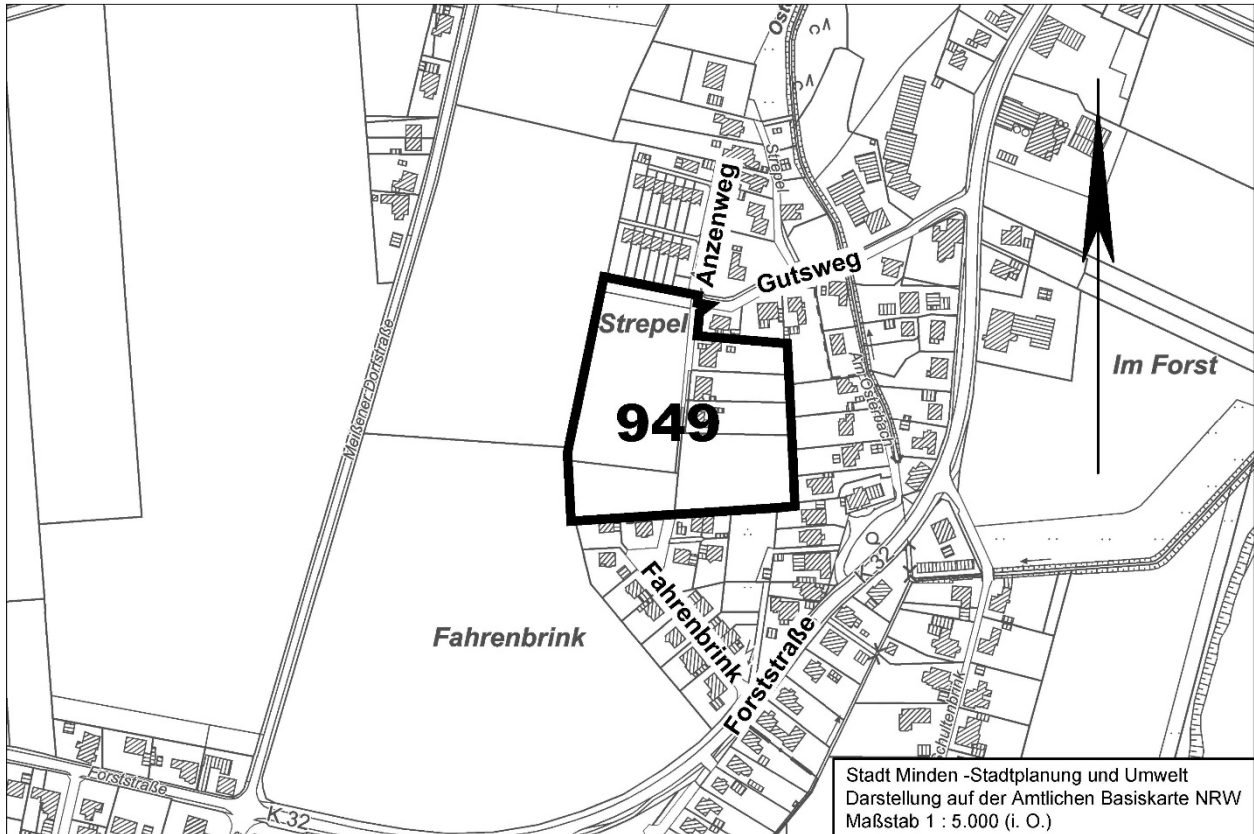 Oste
Strepel
Anzenweg
Gutsweg
Strepel
Im Forst
Meißener Dorfstraße
949
Am Osterbach
K 32
Fahrenbrink
Fahrenbrink
Forststraße
Schultenbrink
Forststraße
K 32
Stadt Minden -Stadtplanung und Umwelt
Darstellung auf der Amtlichen Basiskarte NRW
Maßstab 1 : 5.000 (i. O.)